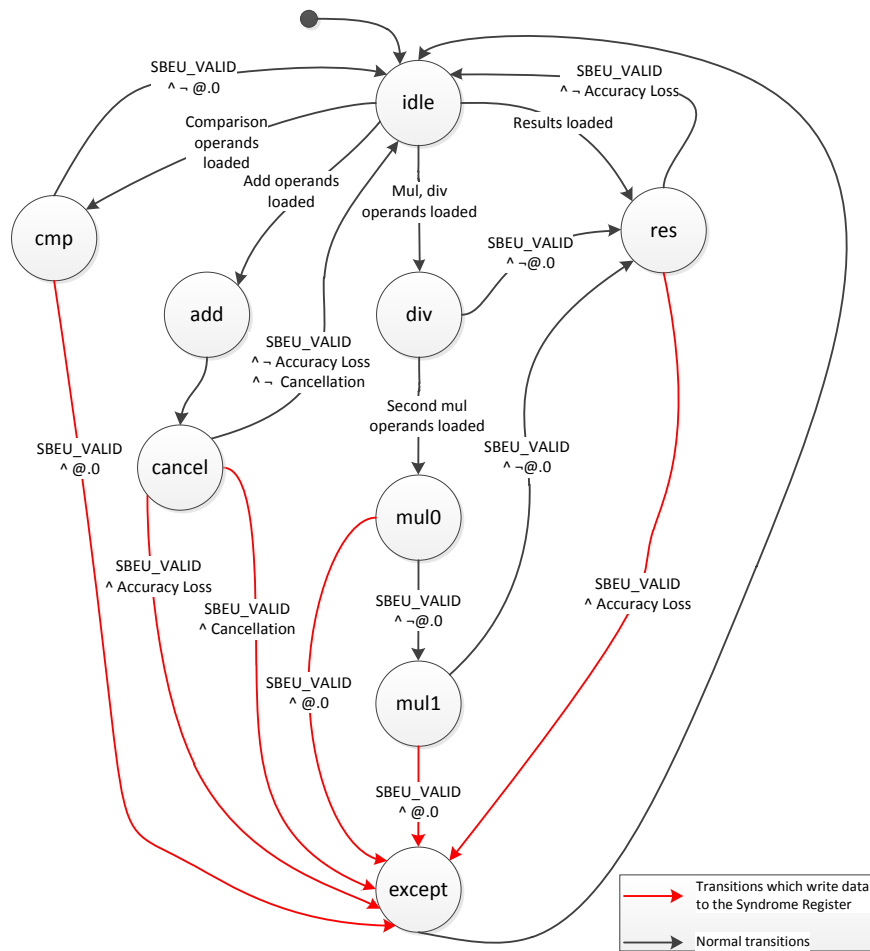 SBEU_VALID
^ ¬ @.0
SBEU_VALID
^ ¬ Accuracy Loss
idle
Comparison
operands
loaded
Results loaded
Add operands
loaded
Mul, div
operands loaded
cmp
res
SBEU_VALID
^ ¬@.0
add
div
SBEU_VALID
^ ¬ Accuracy Loss
^ ¬ Cancellation
Second mul
operands loaded
SBEU_VALID
^ @.0
cancel
SBEU_VALID
^ ¬@.0
mul0
SBEU_VALID
^ Accuracy Loss
SBEU_VALID
^ Cancellation
SBEU_VALID
^ ¬@.0
SBEU_VALID
^ Accuracy Loss
SBEU_VALID
^ @.0
mul1
SBEU_VALID
^ @.0
except
Transitions which write data
to the Syndrome Register
Normal transitions